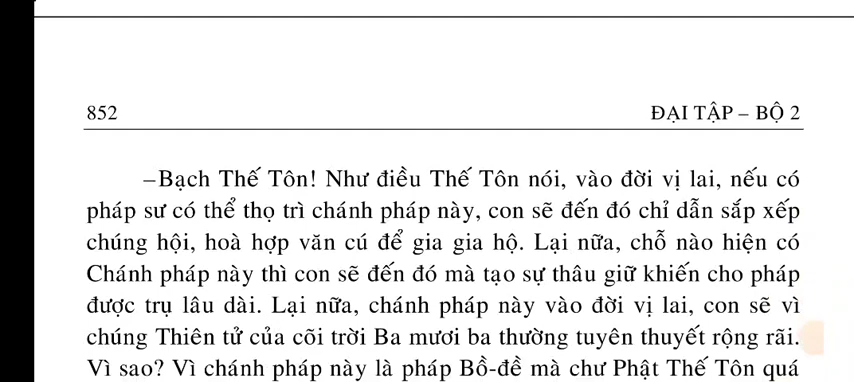 852
ĐẠI TẬP – BỘ 2
–Bạch Thế Tôn! Như điều Thế Tôn nói, vào đời vị lai, nếu có
pháp sư có thể thọ trì chánh pháp này, con sẽ đến đó chỉ dẫn sắp xếp
chúng hội, hoà hợp văn cú để gia gia hộ. Lại nữa, chỗ nào hiện có
Chánh pháp này thì con sẽ đến đó mà tạo sự thâu giữ khiến cho pháp
được trụ lâu dài. Lại nữa, chánh pháp này vào đời vị lai, con sẽ vì
chúng Thiên tử của cõi trời Ba mươi ba thường tuyên thuyết rộng rãi.
Vì sao? Vì chánh pháp này là pháp Bồ-đề mà chư Phật Thế Tôn quá